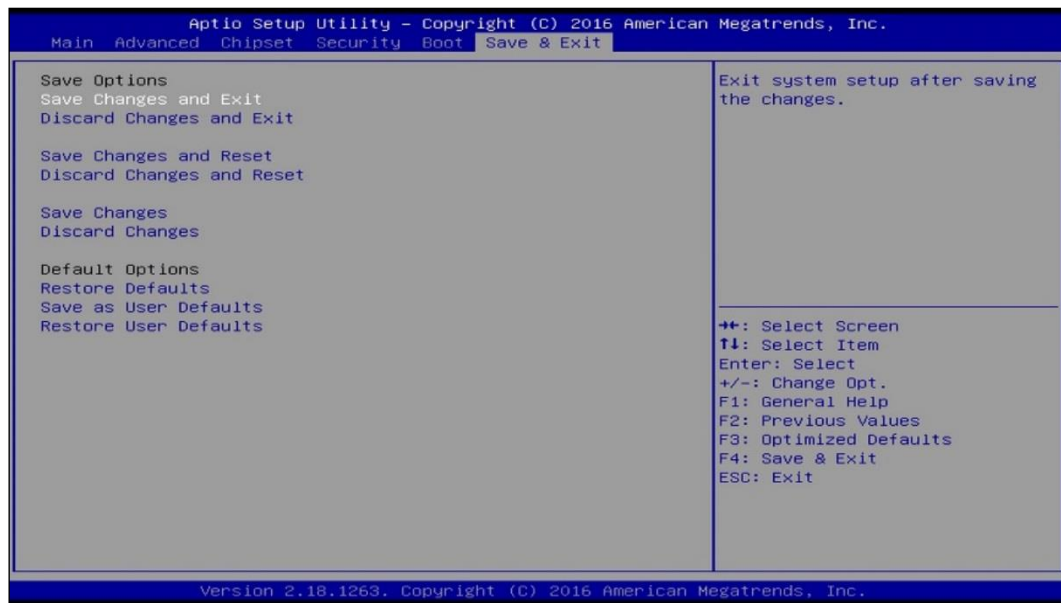 Aptio Setup Utility – Copyright (C) 2016 American Megatrends, Inc.
Main Advanced Chipset Security Boot Save & Exit
Save Options
Save Changes and Exit
Discard Changes and Exit
Save Changes and Reset
Discard Changes and Reset
Save Changes
Discard Changes
Default Options
Restore Defaults
Save as User Defaults
Restore User Defaults
Exit system setup after saving
the changes.
→←: Select Screen
↑↓: Select Item
Enter: Select
+/-: Change Opt.
F1: General Help
F2: Previous Values
F3: Optimized Defaults
F4: Save & Exit
ESC: Exit
Version 2.18.1263. Copyright (C) 2016 American Megatrends, Inc.